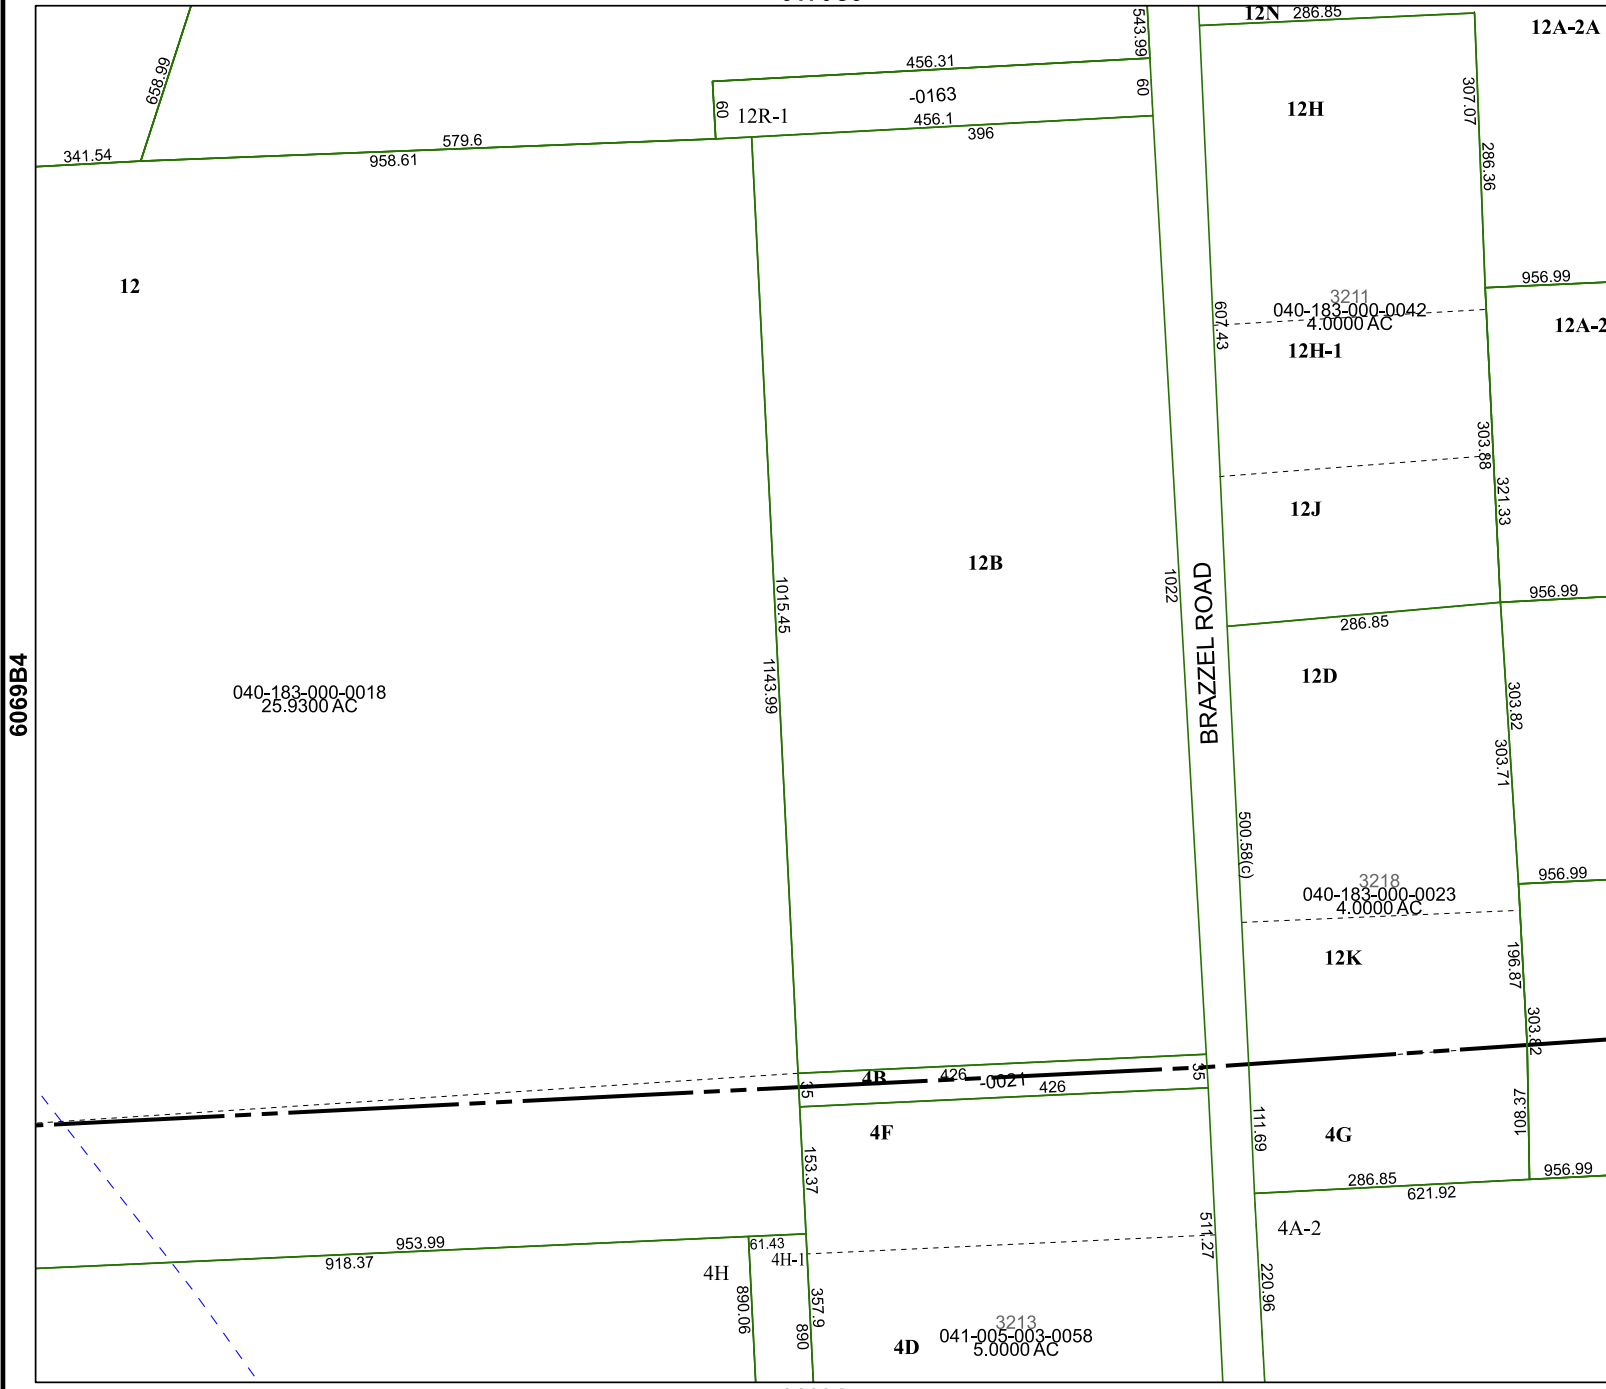 12N
286.85
12A-2A
543.99
658.99
456.31
60
307.07
-0163
12H
60
12R-1
456.1
396
579.6
341.54
958.61
286.36
12
956.99
3211
040-183-000-0042
4.0000 AC
607.43
12A-2
12H-1
303.88
321.33
12J
12B
1022
1015.45
956.99
286.85
BRAZZEL ROAD
1143.99
12D
303.82
6069B4
040-183-000-0018
25.9300 AC
303.71
500.58(c)
956.99
3218
040-183-000-0023
4.0000 AC
196.87
12K
303.82
4B
426
-0021
426
35
35
108.37
111.69
4F
4G
153.37
956.99
286.85
621.92
511.27
4A-2
953.99
918.37
61.43
4H-1
4H
220.96
890.06
357.9
890
3213
041-005-003-0058
5.0000 AC
4D